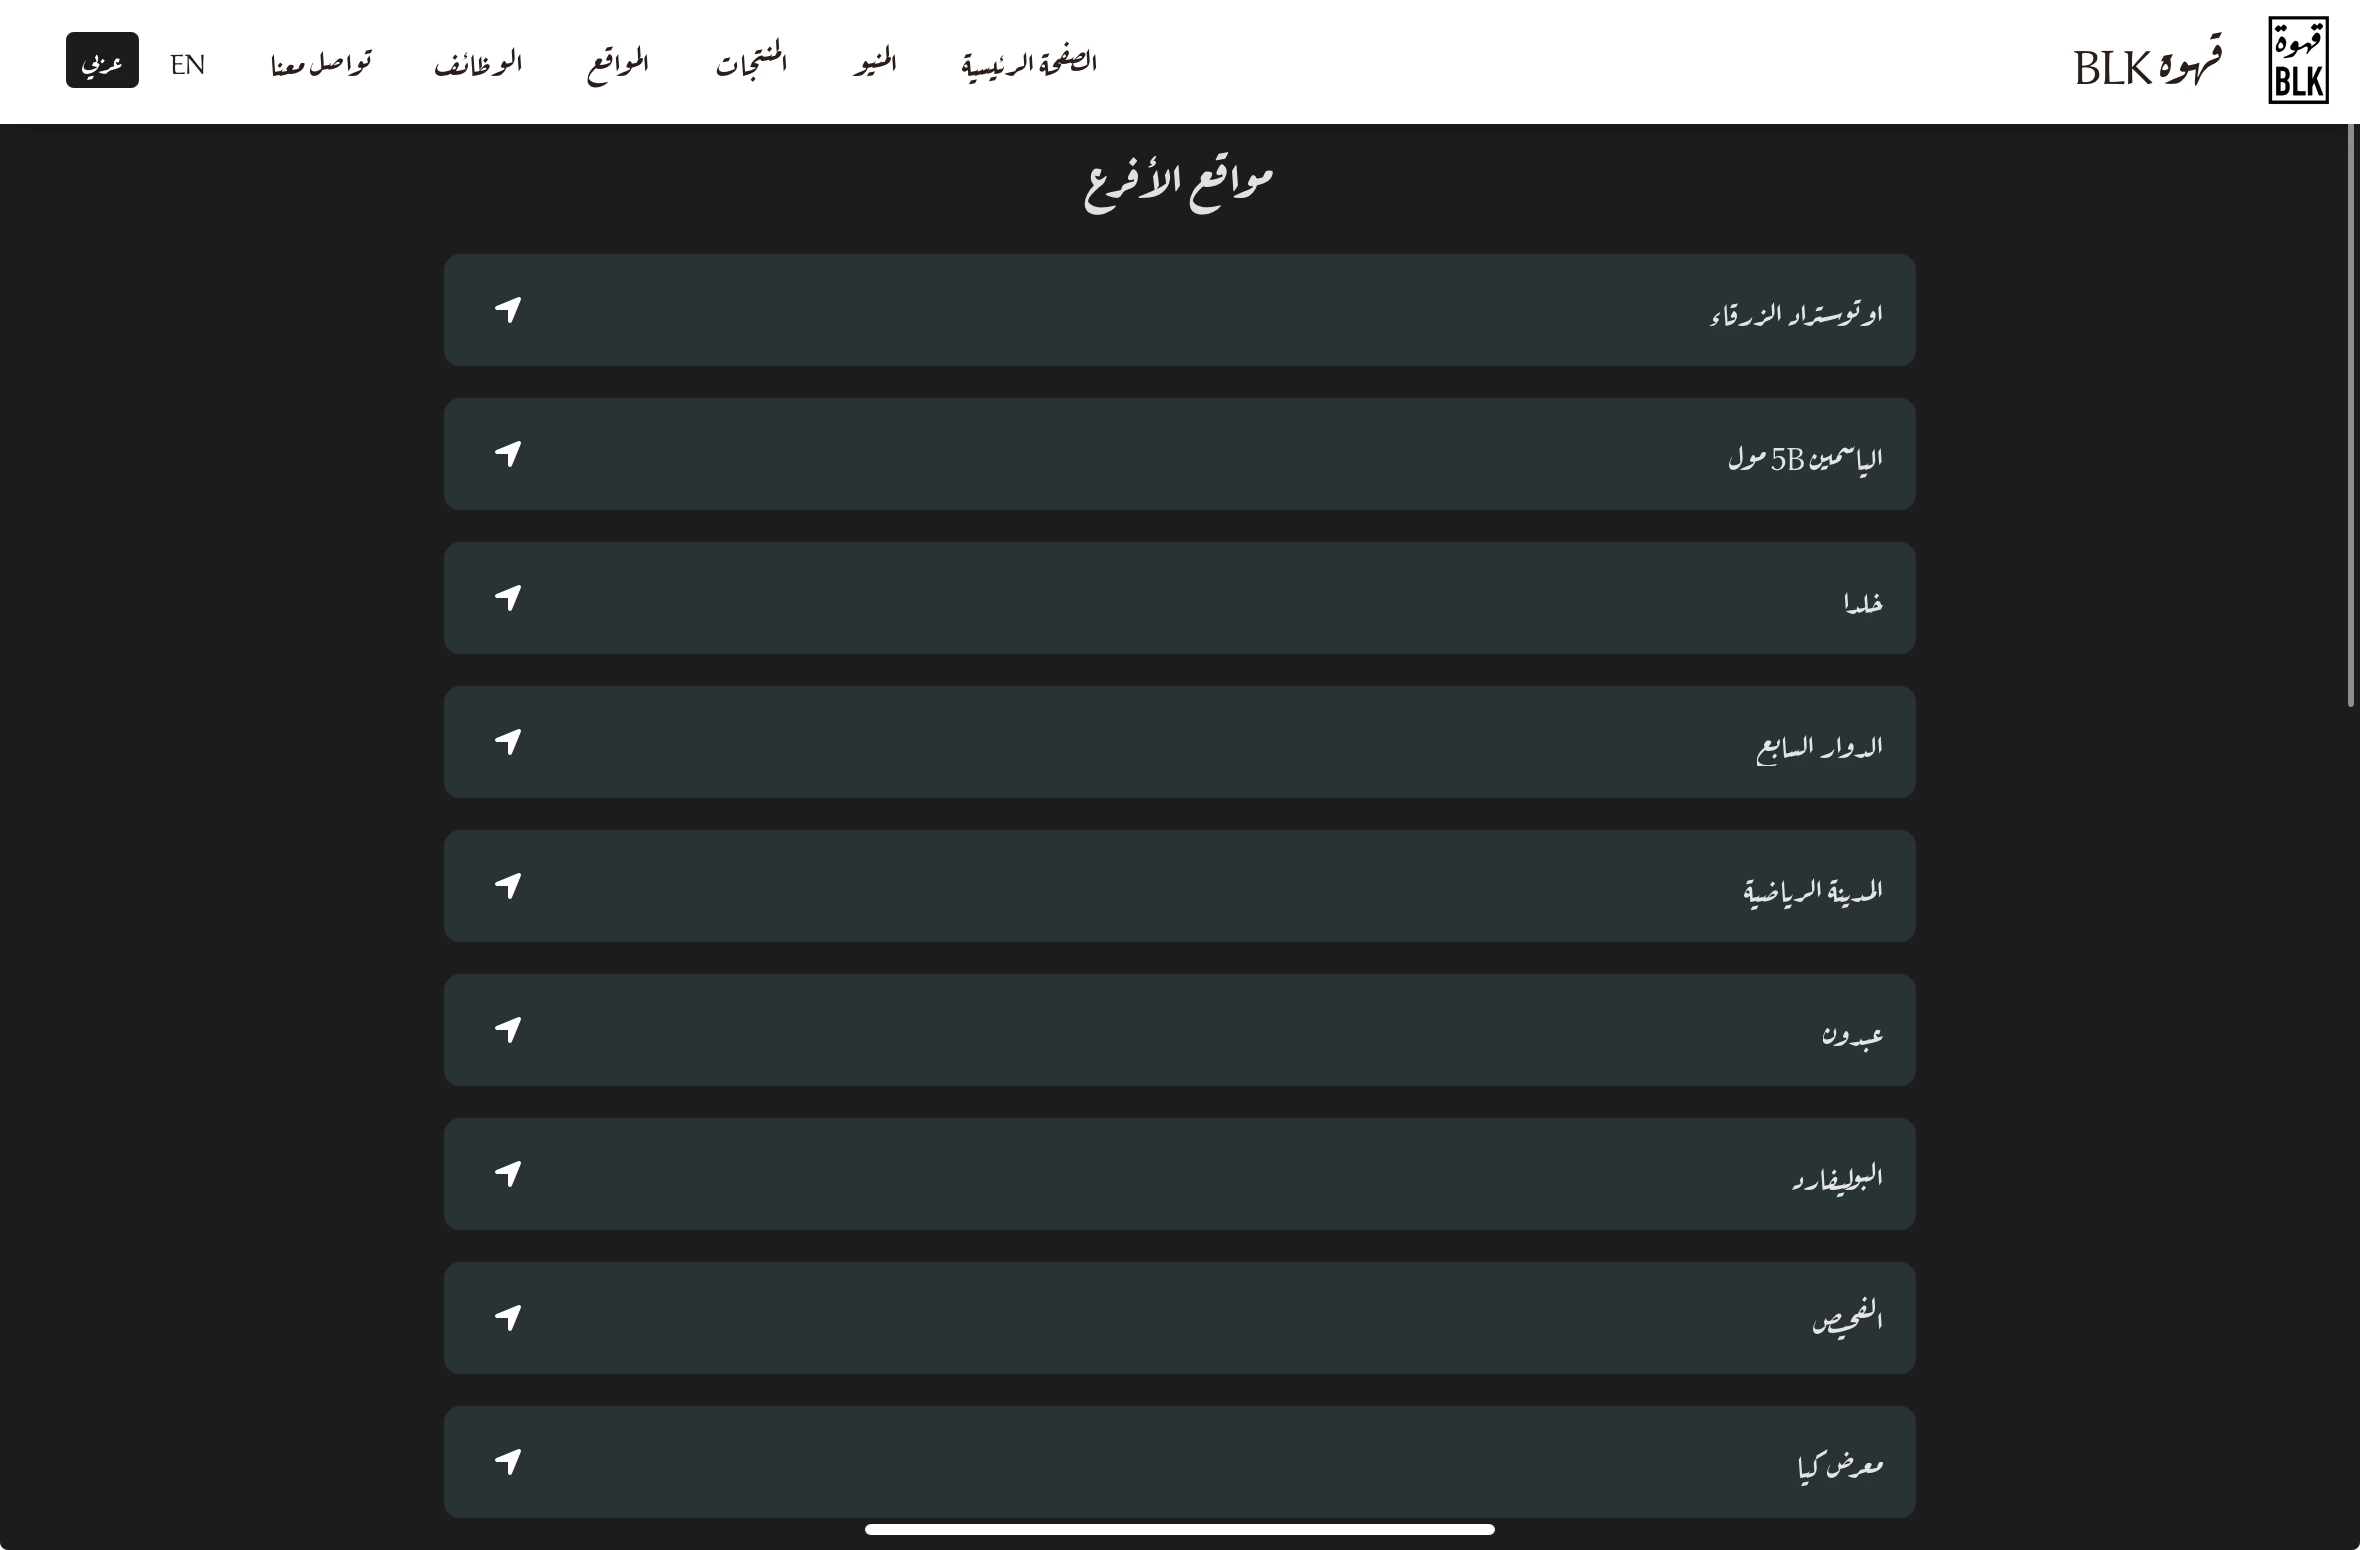 قهوة
BLK
قهوة BLK
الصفحة الرئيسية
المنيو
المنتجات
المواقع
الوظائف
تواصل معنا
EN
عربي
مواقع الأفرع
اوتوستراد الزرقاء
الياسمين 5B مول
خلدا
الدوار السابع
المدينة الرياضية
عبدون
البوليفارد
الفحيص
معرض كيا